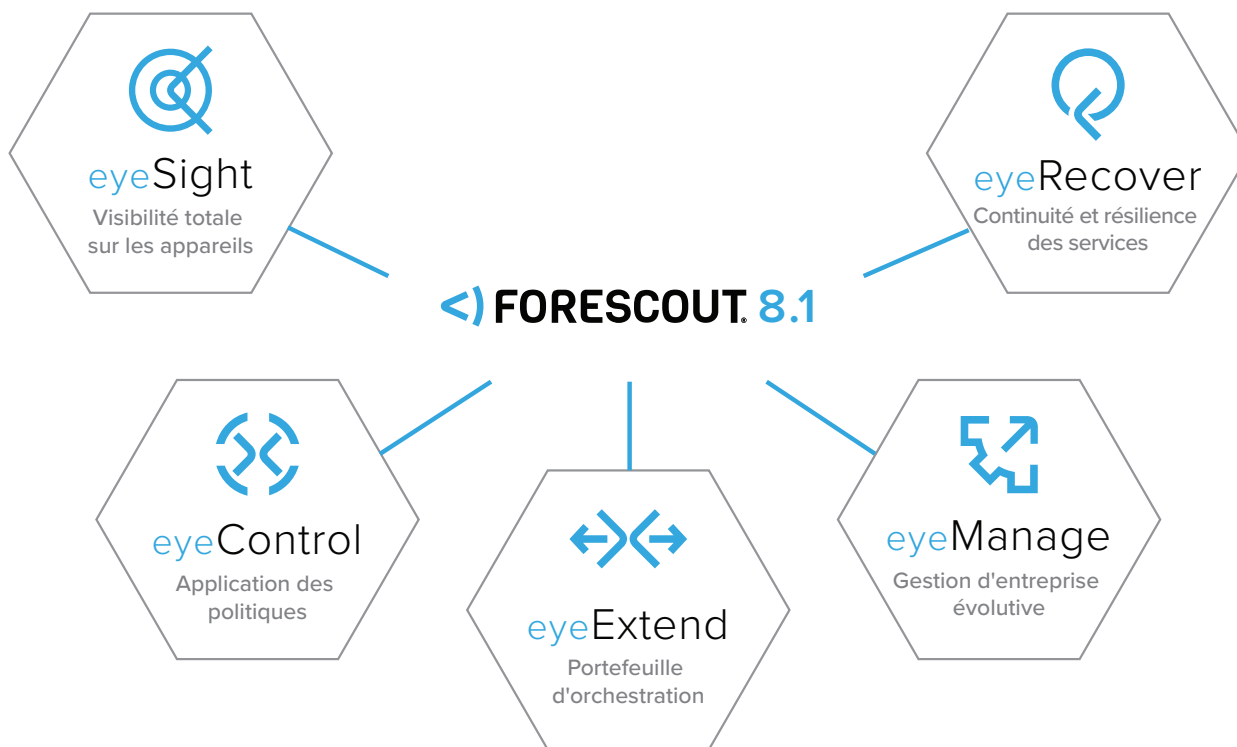 eyeSight
Visibilité totale
sur les appareils
eyeRecover
Continuité et résilience
des services
FORESCOUT® 8.1
eyeControl
Application des
politiques
eyeExtend
Portefeuille
d'orchestration
eyeManage
Gestion d'entreprise
évolutive